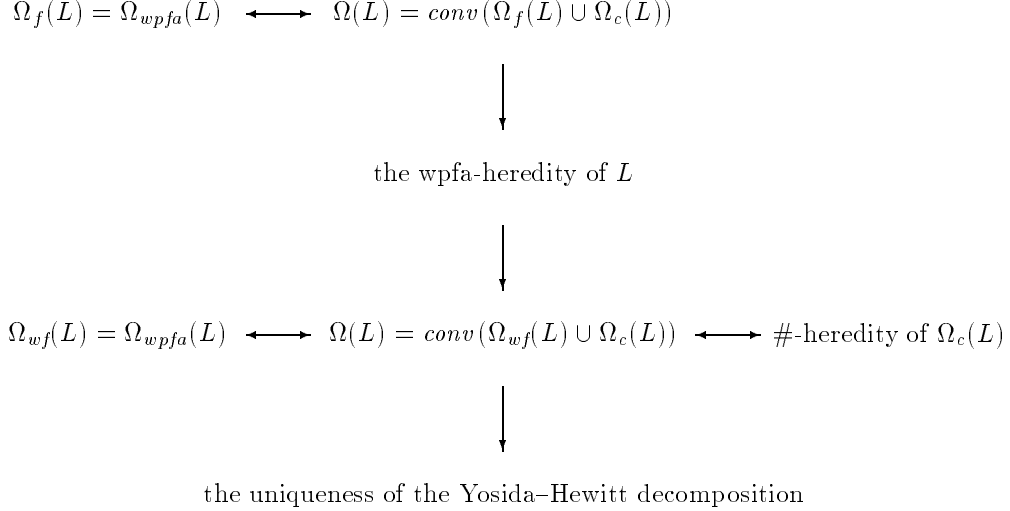 Ω_f(L) = Ω_wpfa(L) ⟷ Ω(L) = conv(Ω_f(L) ∪ Ω_c(L))
the wpfa-heredity of L
Ω_wf(L) = Ω_wpfa(L) ⟷ Ω(L) = conv(Ω_wf(L) ∪ Ω_c(L)) ⟷ #-heredity of Ω_c(L)
the uniqueness of the Yosida–Hewitt decomposition